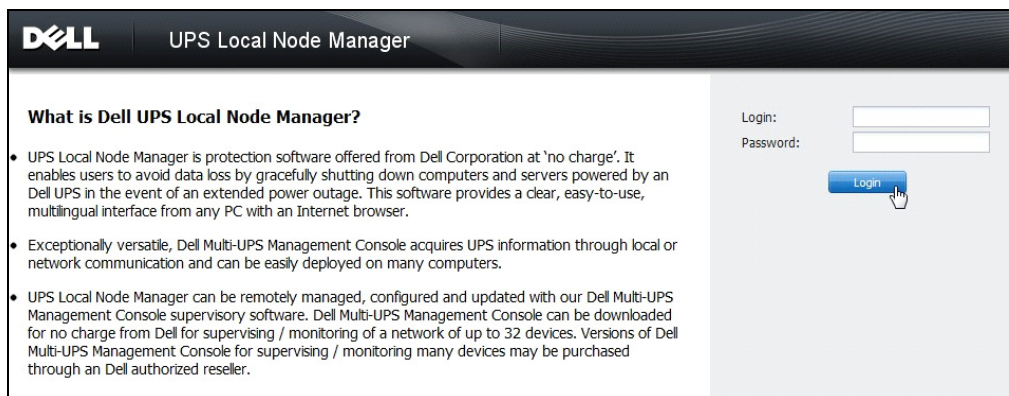 DELL
UPS Local Node Manager
What is Dell UPS Local Node Manager?
• UPS Local Node Manager is protection software offered from Dell Corporation at 'no charge'. It
enables users to avoid data loss by gracefully shutting down computers and servers powered by an
Dell UPS in the event of an extended power outage. This software provides a clear, easy-to-use,
multilingual interface from any PC with an Internet browser.
• Exceptionally versatile, Dell Multi-UPS Management Console acquires UPS information through local or
network communication and can be easily deployed on many computers.
• UPS Local Node Manager can be remotely managed, configured and updated with our Dell Multi-UPS
Management Console supervisory software. Dell Multi-UPS Management Console can be downloaded
for no charge from Dell for supervising / monitoring of a network of up to 32 devices. Versions of Dell
Multi-UPS Management Console for supervising / monitoring many devices may be purchased
through an Dell authorized reseller.
Login:
Password:
Login